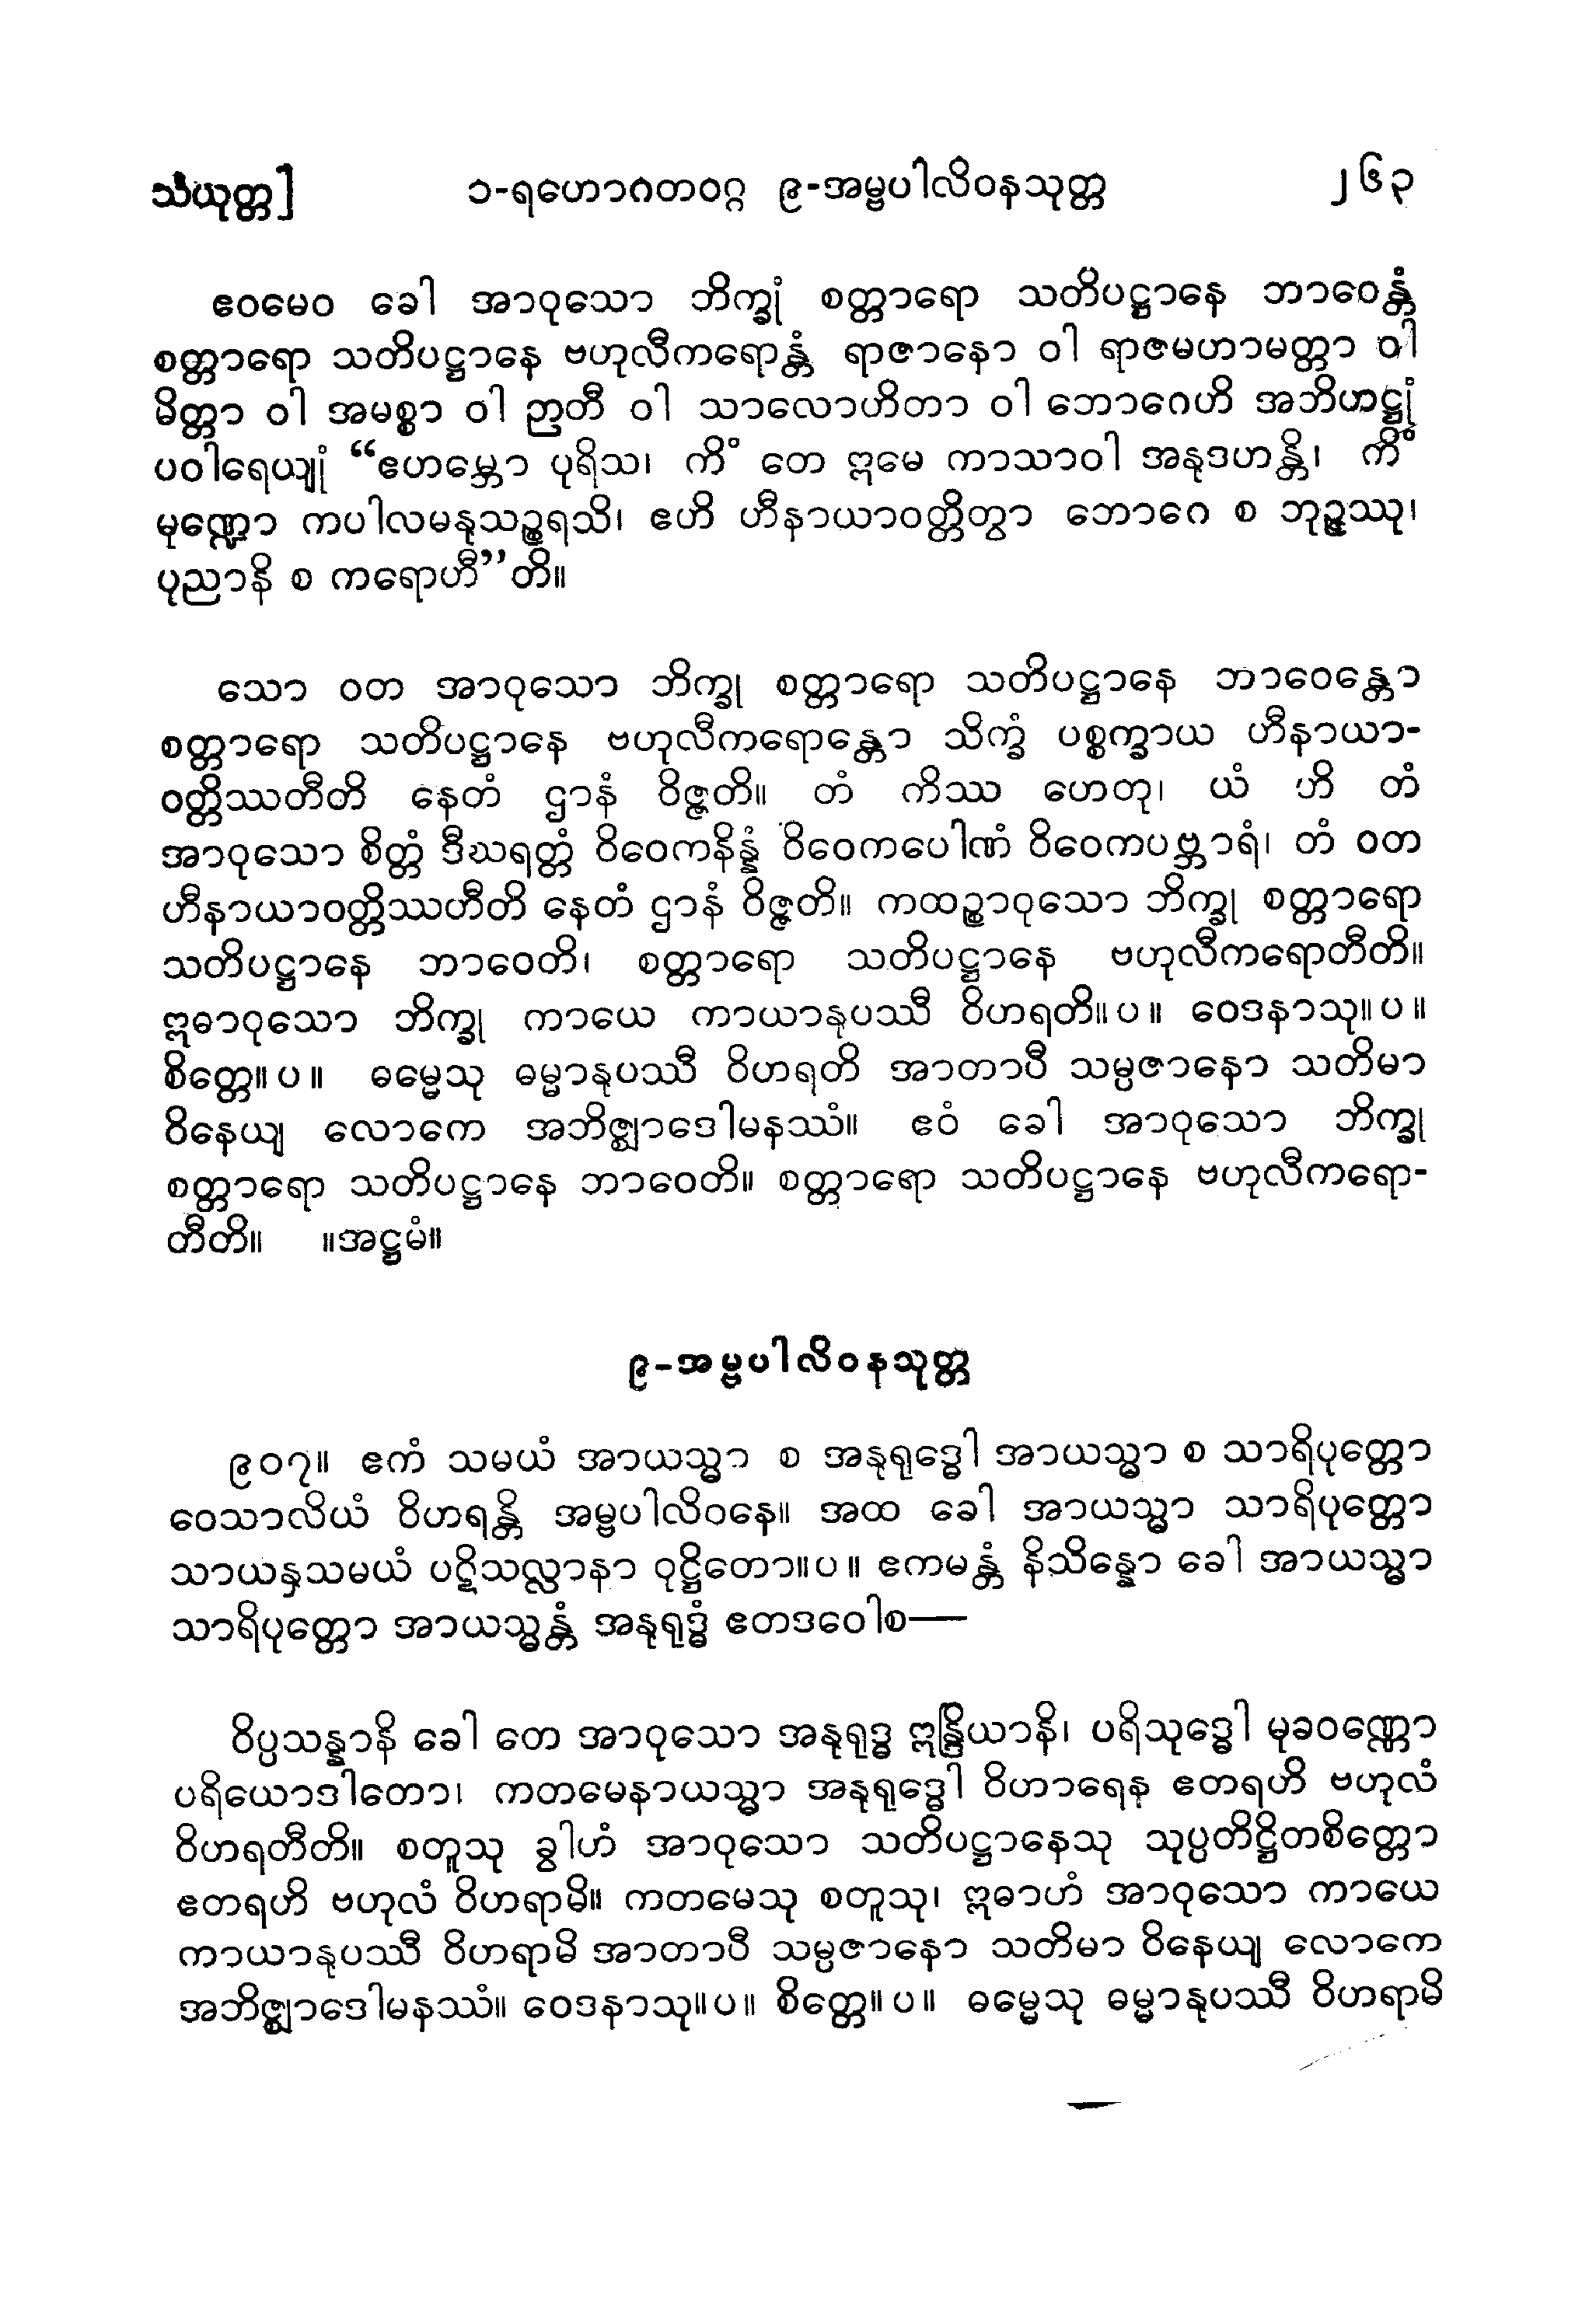 သံယုတ္တ]	၁-ရဟောဂတဝဂ္ဂ ၉-အမ္ဗပါလိဝနသုတ္တ	၂၆၃
ဧဝမေဝ ခေါ အာဝုသော ဘိက္ခုံ စတ္တာရော သတိပဋ္ဌာနေ ဘာဝေန္တံ
စတ္တာရော သတိပဋ္ဌာနေ ဗဟုလီကရောန္တံ ရာဇာနော ဝါ ရာဇမဟာမတ္တာ ဝါ
မိတ္တာ ဝါ အမစ္စာ ဝါ ဉာတီ ဝါ သာလောဟိတာ ဝါ ဘောဂေဟိ အဘိဟဋ္ဌုံ
ပဝါရေယျုံ “ဧဟမ္ဘော ပုရိသ၊ ကိံ တေ ဣမေ ကာသာဝါ အနုဒဟန္တိ၊ ကိံ
မုဏ္ဍော ကပါလမနုသဉ္စရသိ၊ ဧဟိ ဟီနာယာဝတ္တိတွာ ဘောဂေ စ ဘုဉ္ဇဿု၊
ပုညာနိ စ ကရောဟီ”တိ။
သော ဝတ အာဝုသော ဘိက္ခု စတ္တာရော သတိပဋ္ဌာနေ ဘာဝေန္တော
စတ္တာရော သတိပဋ္ဌာနေ ဗဟုလီကရောန္တော သိက္ခံ ပစ္စက္ခာယ ဟီနာယာ-
ဝတ္တိဿတီတိ နေတံ ဌာနံ ဝိဇ္ဇတိ။ တံ ကိဿ ဟေတု၊ ယံ ဟိ တံ
အာဝုသော စိတ္တံ ဒီဃရတ္တံ ဝိဝေကနိန္နံ ဝိဝေကပေါဏံ ဝိဝေကပဗ္ဘာရံ၊ တံ ဝတ
ဟီနာယာဝတ္တိဿဟီတိ နေတံ ဌာနံ ဝိဇ္ဇတိ။ ကထဉ္စာဝုသော ဘိက္ခု စတ္တာရော
သတိပဋ္ဌာနေ ဘာဝေတိ၊ စတ္တာရော သတိပဋ္ဌာနေ ဗဟုလီကရောတီတိ။
ဣဓာဝုသော ဘိက္ခု ကာယေ ကာယာနုပဿီ ဝိဟရတိ။ပ။ ဝေဒနာသု။ပ။
စိတ္တေ။ပ။ ဓမ္မေသု ဓမ္မာနုပဿီ ဝိဟရတိ အာတာပီ သမ္ပဇာနော သတိမာ
ဝိနေယျ လောကေ အဘိဇ္ဈာဒေါမနဿံ။ ဧဝံ ခေါ အာဝုသော ဘိက္ခု
စတ္တာရော သတိပဋ္ဌာနေ ဘာဝေတိ။ စတ္တာရော သတိပဋ္ဌာနေ ဗဟုလီကရော-
တီတိ။ ။အဋ္ဌမံ။
၉-အမ္ဗပါလိဝနသုတ္တ
၉၀၇။ ဧကံ သမယံ အာယသ္မာ စ အနုရုဒ္ဓေါ အာယသ္မာ စ သာရိပုတ္တော
ဝေသာလိယံ ဝိဟရန္တိ အမ္ဗပါလိဝနေ။ အထ ခေါ အာယသ္မာ သာရိပုတ္တော
သာယနှသမယံ ပဋိသလ္လာနာ ဝုဋ္ဌိတော။ပ။ ဧကမန္တံ နိသိန္နော ခေါ အာယသ္မာ
သာရိပုတ္တော အာယသ္မန္တံ အနုရုဒ္ဓံ ဧတဒဝေါစ—
ဝိပ္ပသန္နာနိ ခေါ တေ အာဝုသော အနုရုဒ္ဓ ဣန္ဒြိယာနိ၊ ပရိသုဒ္ဓေါ မုခဝဏ္ဏော
ပရိယောဒါတော၊ ကတမေနာယသ္မာ အနုရုဒ္ဓေါ ဝိဟာရေန ဧတရဟိ ဗဟုလံ
ဝိဟရတီတိ။ စတူသု ခွါဟံ အာဝုသော သတိပဋ္ဌာနေသု သုပ္ပတိဋ္ဌိတစိတ္တော
ဧတရဟိ ဗဟုလံ ဝိဟရာမိ။ ကတမေသု စတူသု၊ ဣဓာဟံ အာဝုသော ကာယေ
ကာယာနုပဿီ ဝိဟရာမိ အာတာပီ သမ္ပဇာနော သတိမာ ဝိနေယျ လောကေ
အဘိဇ္ဈာဒေါမနဿံ။ ဝေဒနာသု။ပ။ စိတ္တေ။ပ။ ဓမ္မေသု ဓမ္မာနုပဿီ ဝိဟရာမိ